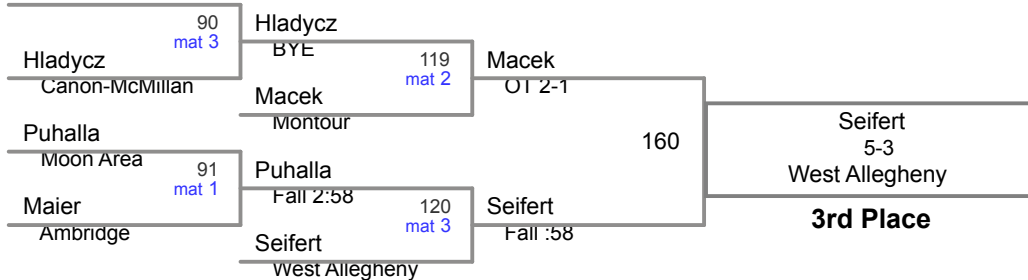 90
mat 3
Hladycz
Canon-McMillan
Puhalla
Moon Area
91
mat 1
Maier
Ambridge
Hladycz
BYE
119
mat 2
Macek
Montour
Puhalla
Fall 2:58
120
mat 3
Seifert
West Allegheny
Macek
OT 2-1
160
Seifert
Fall :58
Seifert
5-3
West Allegheny
3rd Place